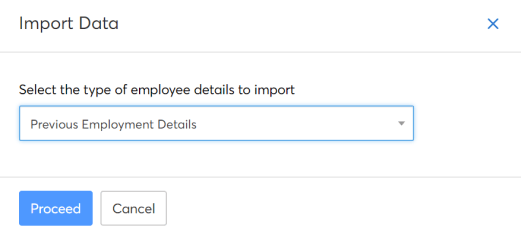 Import Data
Select the type of employee details to import
Previous Employment Details
Proceed
Cancel